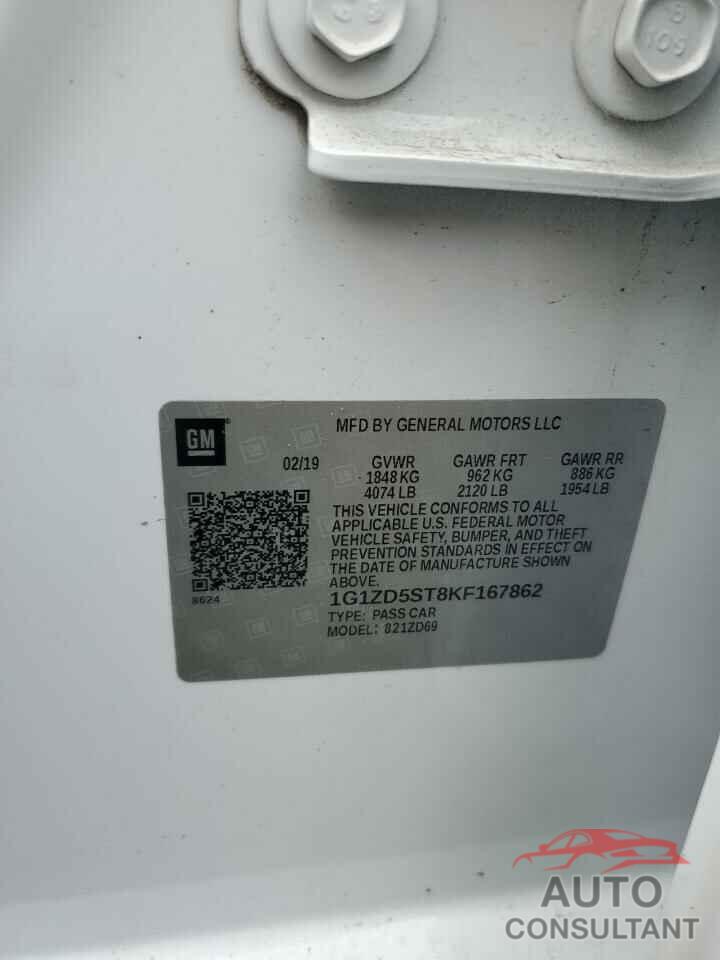 C 8
8
109
GM
MFD BY GENERAL MOTORS LLC
02/19 GVWR GAWR FRT GAWR RR
1848 KG 962 KG 886 KG
4074 LB 2120 LB 1954 LB
THIS VEHICLE CONFORMS TO ALL
APPLICABLE U.S. FEDERAL MOTOR
VEHICLE SAFETY, BUMPER, AND THEFT
PREVENTION STANDARDS IN EFFECT ON
THE DATE OF MANUFACTURE SHOWN
ABOVE.
8624
1G1ZD5ST8KF167862
TYPE: PASS CAR
MODEL: 821ZD69
AUTO
CONSULTANT